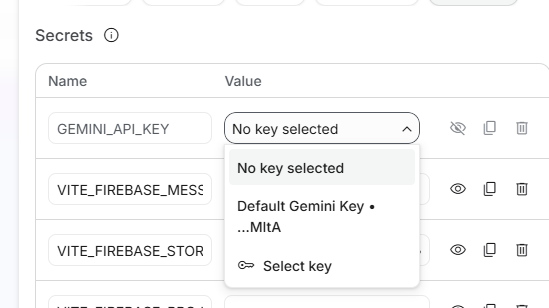 Secrets
Name Value
GEMINI_API_KEY No key selected
No key selected
VITE_FIREBASE_MESS
Default Gemini Key •
...MltA
VITE_FIREBASE_STOR
Select key